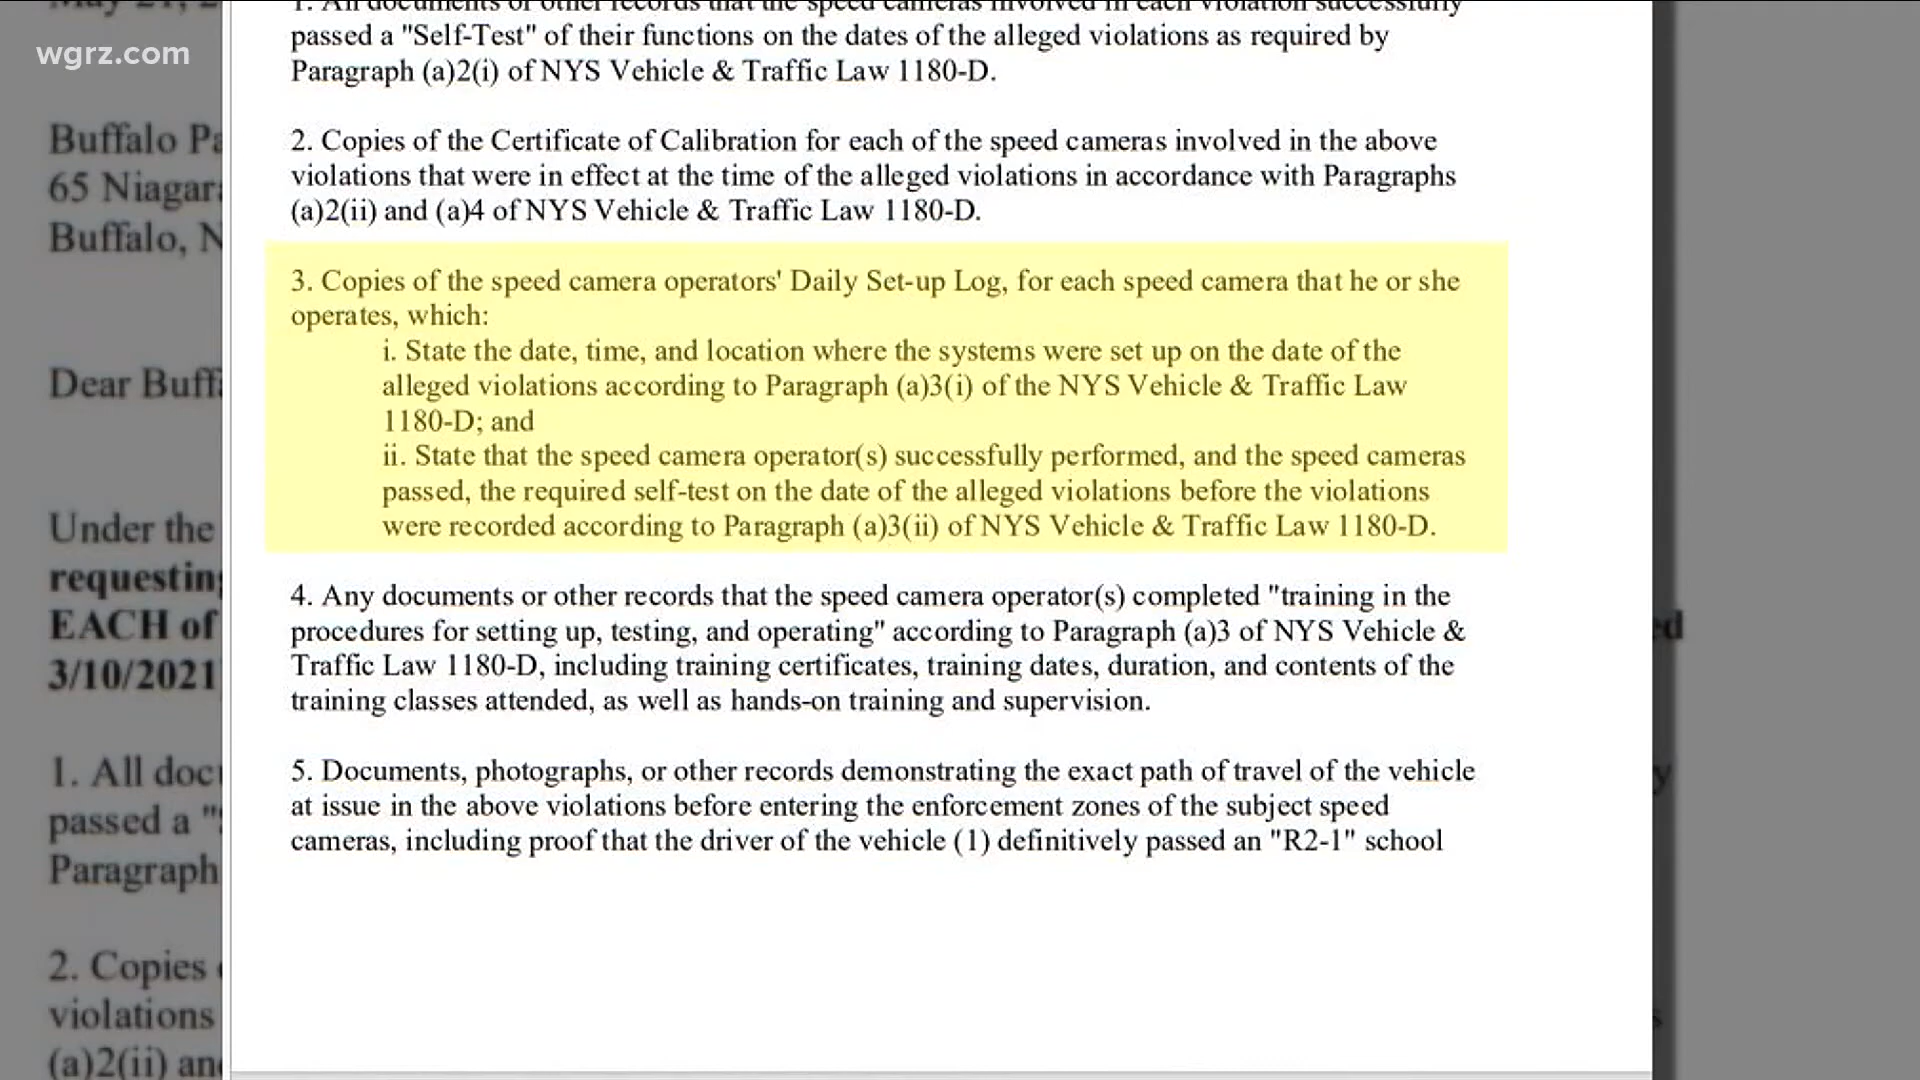 wgrz.com
1. All documents or other records that the speed cameras involved in each violation successfully
passed a "Self-Test" of their functions on the dates of the alleged violations as required by
Paragraph (a)2(i) of NYS Vehicle & Traffic Law 1180-D.
2. Copies of the Certificate of Calibration for each of the speed cameras involved in the above
violations that were in effect at the time of the alleged violations in accordance with Paragraphs
(a)2(ii) and (a)4 of NYS Vehicle & Traffic Law 1180-D.
3. Copies of the speed camera operators' Daily Set-up Log, for each speed camera that he or she
operates, which:
i. State the date, time, and location where the systems were set up on the date of the
alleged violations according to Paragraph (a)3(i) of the NYS Vehicle & Traffic Law
1180-D; and
ii. State that the speed camera operator(s) successfully performed, and the speed cameras
passed, the required self-test on the date of the alleged violations before the violations
were recorded according to Paragraph (a)3(ii) of NYS Vehicle & Traffic Law 1180-D.
4. Any documents or other records that the speed camera operator(s) completed "training in the
procedures for setting up, testing, and operating" according to Paragraph (a)3 of NYS Vehicle &
Traffic Law 1180-D, including training certificates, training dates, duration, and contents of the
training classes attended, as well as hands-on training and supervision.
5. Documents, photographs, or other records demonstrating the exact path of travel of the vehicle
at issue in the above violations before entering the enforcement zones of the subject speed
cameras, including proof that the driver of the vehicle (1) definitively passed an "R2-1" school
Buffalo Pa
65 Niagar
Buffalo, N
Dear Buff
Under the
requesting
EACH of
3/10/2021
1. All doc
passed a "
Paragraph
2. Copies
violations
(a)2(ii) an